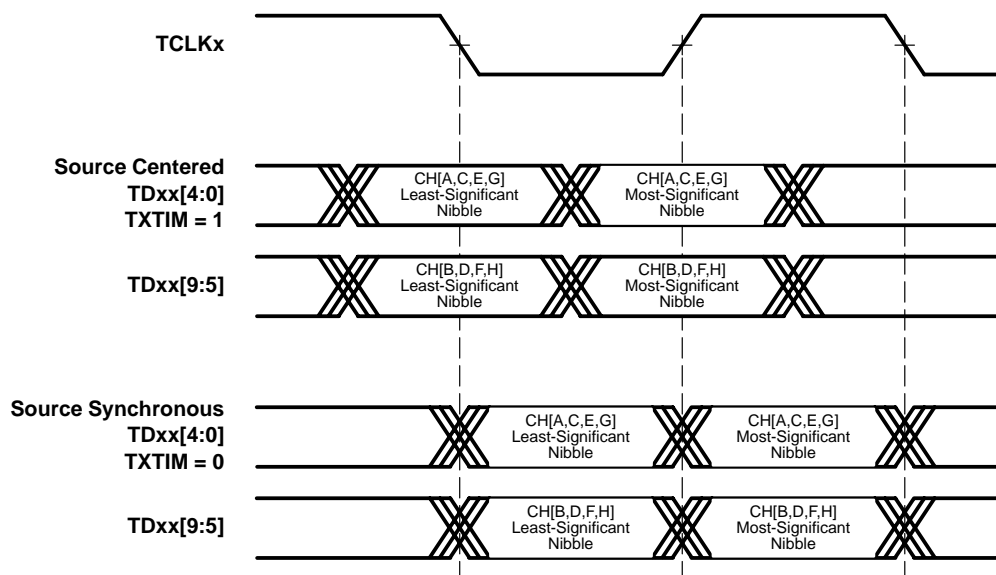 TCLKx
Source Centered
TDxx[4:0]
TXTIM = 1
CH[A,C,E,G]
Least-Significant
Nibble
CH[A,C,E,G]
Most-Significant
Nibble
TDxx[9:5]
CH[B,D,F,H]
Least-Significant
Nibble
CH[B,D,F,H]
Most-Significant
Nibble
Source Synchronous
TDxx[4:0]
TXTIM = 0
CH[A,C,E,G]
Least-Significant
Nibble
CH[A,C,E,G]
Most-Significant
Nibble
TDxx[9:5]
CH[B,D,F,H]
Least-Significant
Nibble
CH[B,D,F,H]
Most-Significant
Nibble